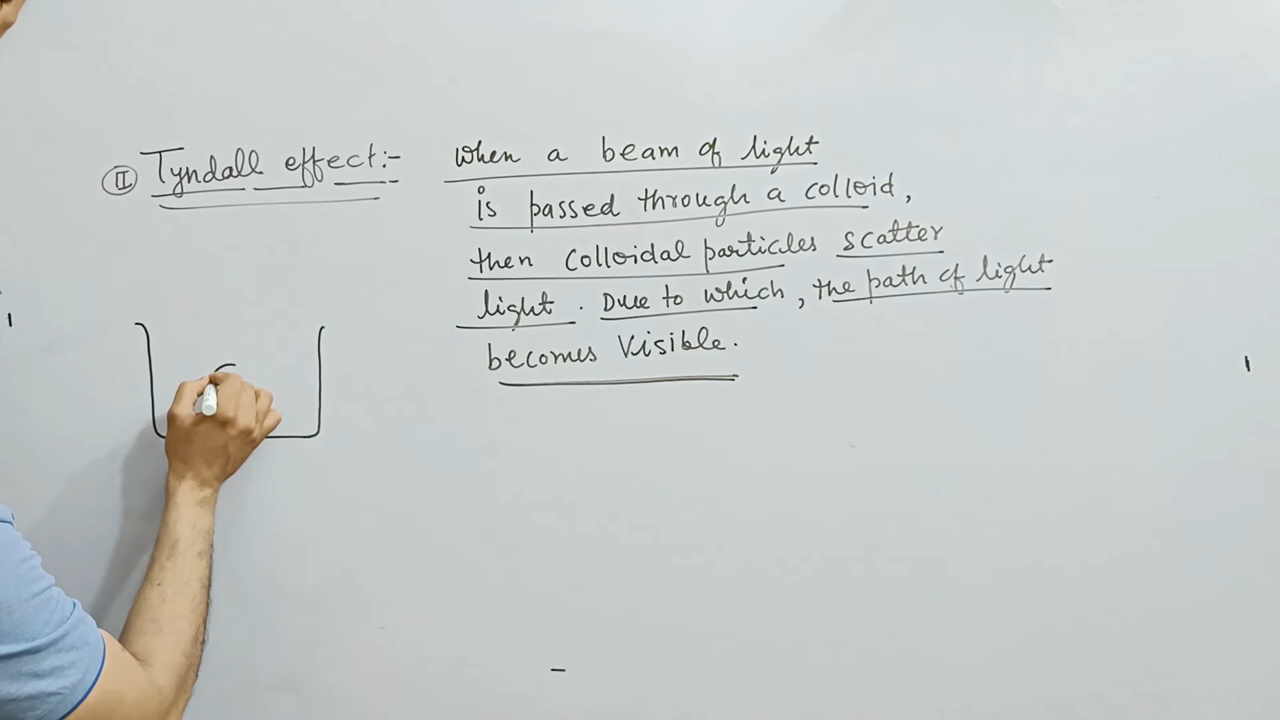 II Tyndall effect:- when a beam of light
is passed through a colloid,
then colloidal particles scatter
light. Due to which, the path of light
becomes visible.